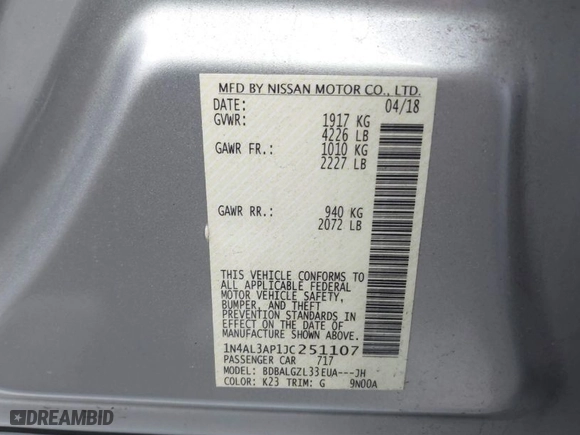 MFD BY NISSAN MOTOR CO., LTD.
DATE: 04/18
GVWR: 1917 KG
4226 LB
GAWR FR.: 1010 KG
2227 LB
GAWR RR.: 940 KG
2072 LB
THIS VEHICLE CONFORMS TO
ALL APPLICABLE FEDERAL
MOTOR VEHICLE SAFETY,
BUMPER, AND THEFT
PREVENTION STANDARDS IN
EFFECT ON THE DATE OF
MANUFACTURE SHOWN ABOVE.
1N4AL3AP1JC251107
PASSENGER CAR 717
MODEL: BDBALGZL33EUA---JH
COLOR: K23 TRIM: G 9N00A
BIDFAX